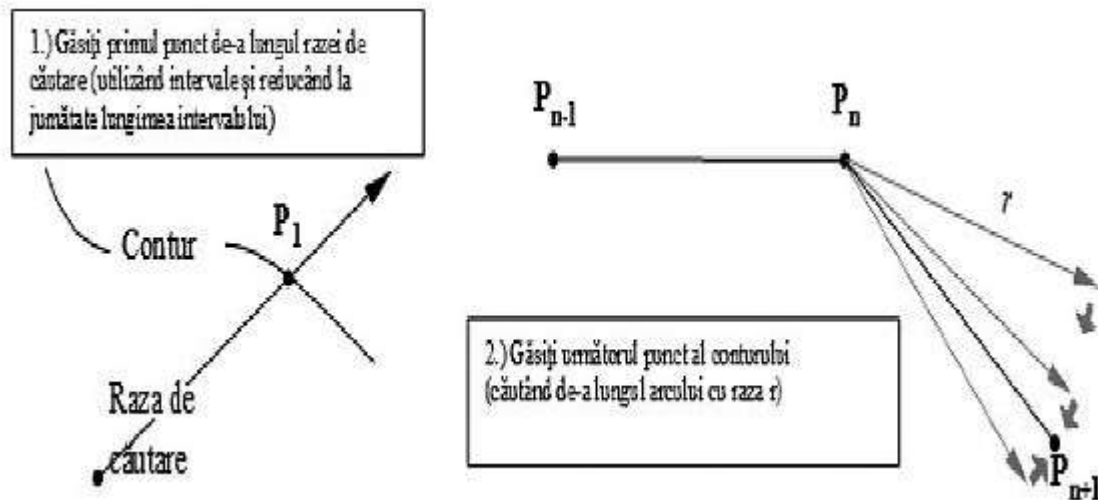 1.) Găsiți primul punct de-a lungul razei de
căutare (utilizând intervale și reducând la
jumătate lungimea intervalului)
P1
Contur
Raza de
căutare
Pn-1
Pn
r
2.) Găsiți următorul punct al conturului
(căutând de-a lungul arcului cu raza r)
Pn+1